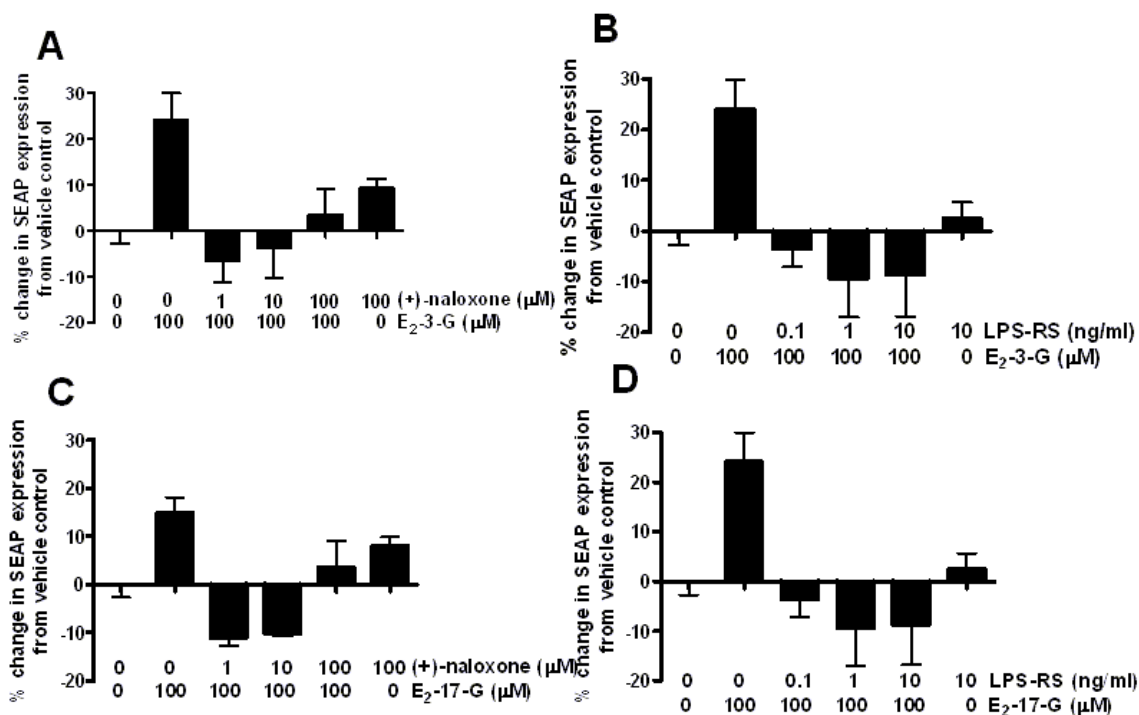 A
% change in SEAP expression
from vehicle control
30
20
10
0
-10
-20
0 0 1 10 100 100 (+)-naloxone (μM)
0 100 100 100 100 0 E₂-3-G (μM)
B
% change in SEAP expression
from vehicle control
30
20
10
0
-10
-20
0 0 0.1 1 10 10 LPS-RS (ng/ml)
0 100 100 100 100 0 E₂-3-G (μM)
C
% change in SEAP expression
from vehicle control
30
20
10
0
-10
-20
0 0 1 10 100 100 (+)-naloxone (μM)
0 100 100 100 100 0 E₂-17-G (μM)
D
% change in SEAP expression
from vehicle control
30
20
10
0
-10
-20
0 0 0.1 1 10 10 LPS-RS (ng/ml)
0 100 100 100 100 0 E₂-17-G (μM)